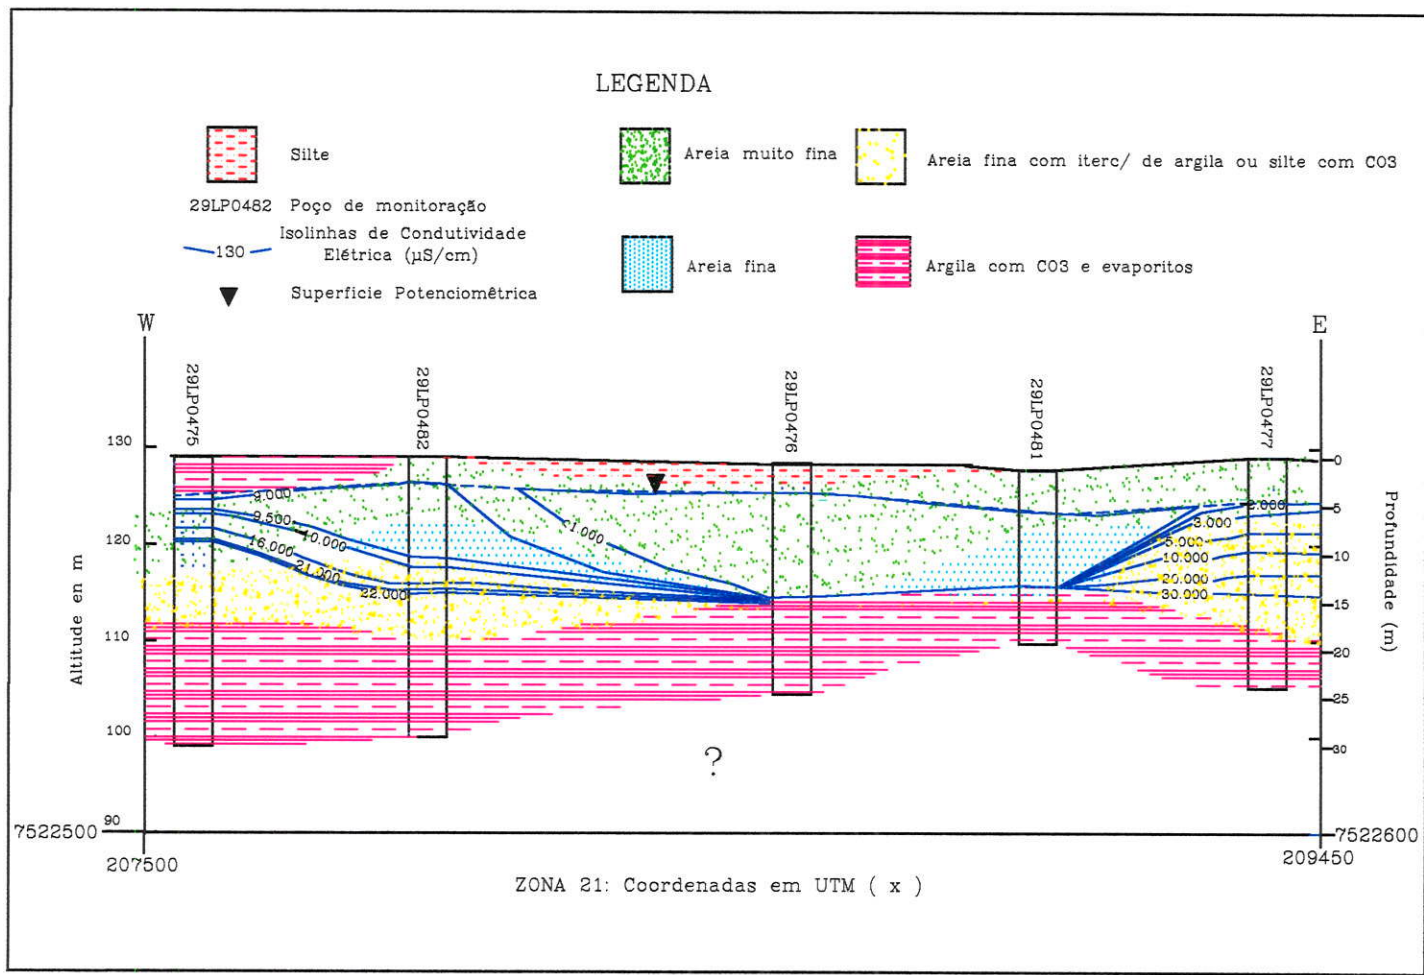 LEGENDA
Silte
Areia muito fina
Areia fina com iterc/ de argila ou silte com CO3
29LP0482 Poço de monitoração
130
Isolinhas de Condutividade
Elétrica (µS/cm)
Areia fina
Argila com CO3 e evaporitos
Superficie Potenciomêtrica
W
E
29LP0475
29LP0482
29LP0476
29LP0481
29LP0477
130
120
110
100
90
Altitude en m
0
5
10
15
20
25
30
Profundidade (m)
9.000
9.500
10.000
16.000
21.000
22.000
<1.000
2.000
3.000
5.000
10.000
20.000
30.000
?
7522500
7522600
207500
209450
ZONA 21: Coordenadas em UTM ( x )